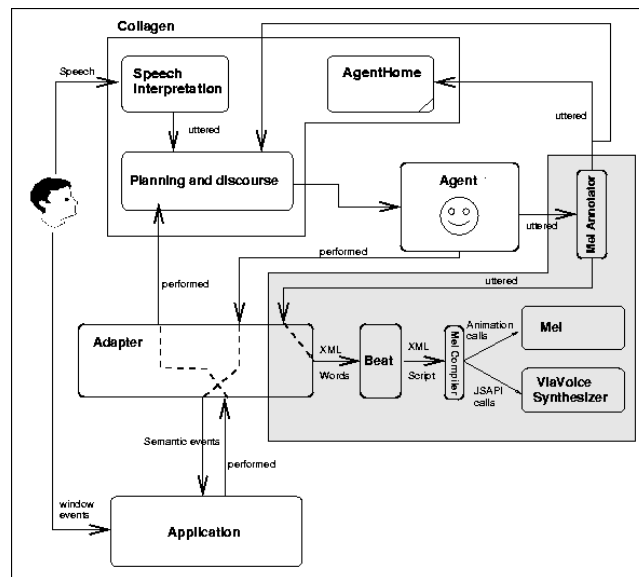 Collagen
Speech
Speech
Interpretation
AgentHome
uttered
uttered
Planning and discourse
Agent
Mel Annotator
uttered
performed
performed
uttered
Adapter
XML
Words
Beat
XML
Script
Mel Compiler
Animation
calls
Mel
JSAPI
calls
ViaVoice
Synthesizer
Semantic events
performed
window
events
Application